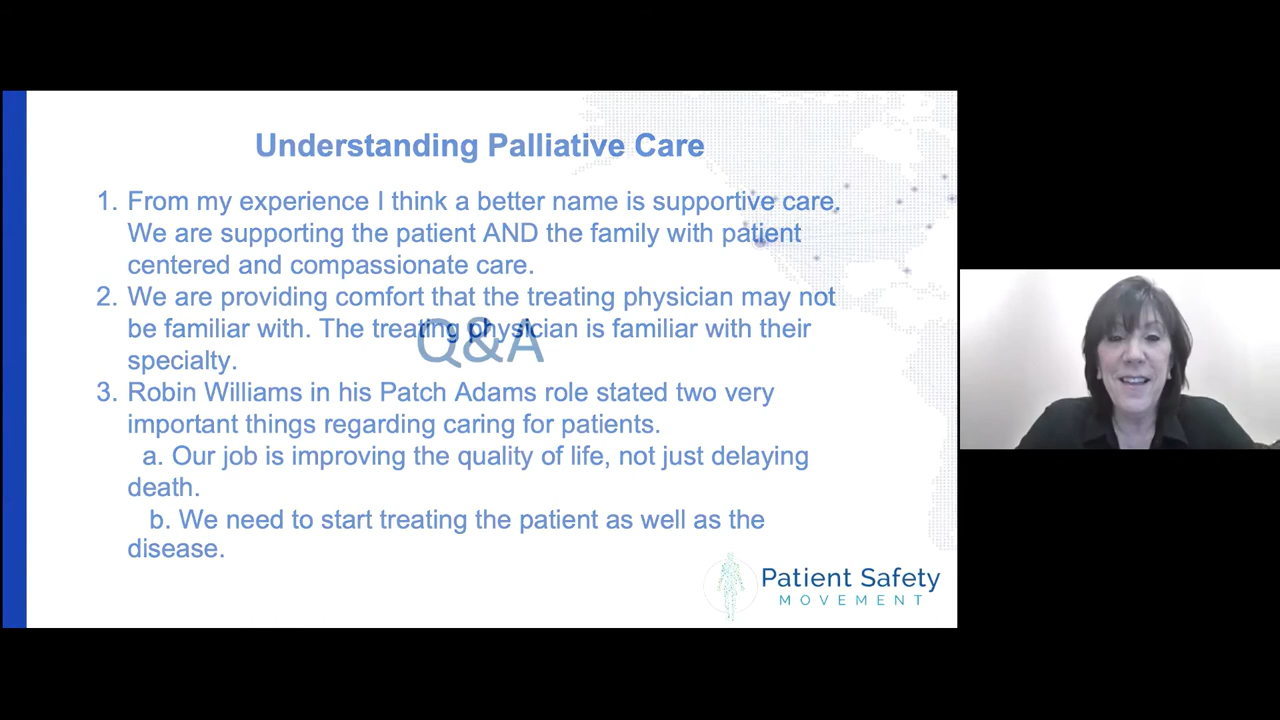 Understanding Palliative Care
1. From my experience I think a better name is supportive care.
We are supporting the patient AND the family with patient
centered and compassionate care.
2. We are providing comfort that the treating physician may not
be familiar with. The treating physician is familiar with their
specialty.
Q&A
3. Robin Williams in his Patch Adams role stated two very
important things regarding caring for patients.
a. Our job is improving the quality of life, not just delaying
death.
b. We need to start treating the patient as well as the
disease.
Patient Safety
MOVEMENT